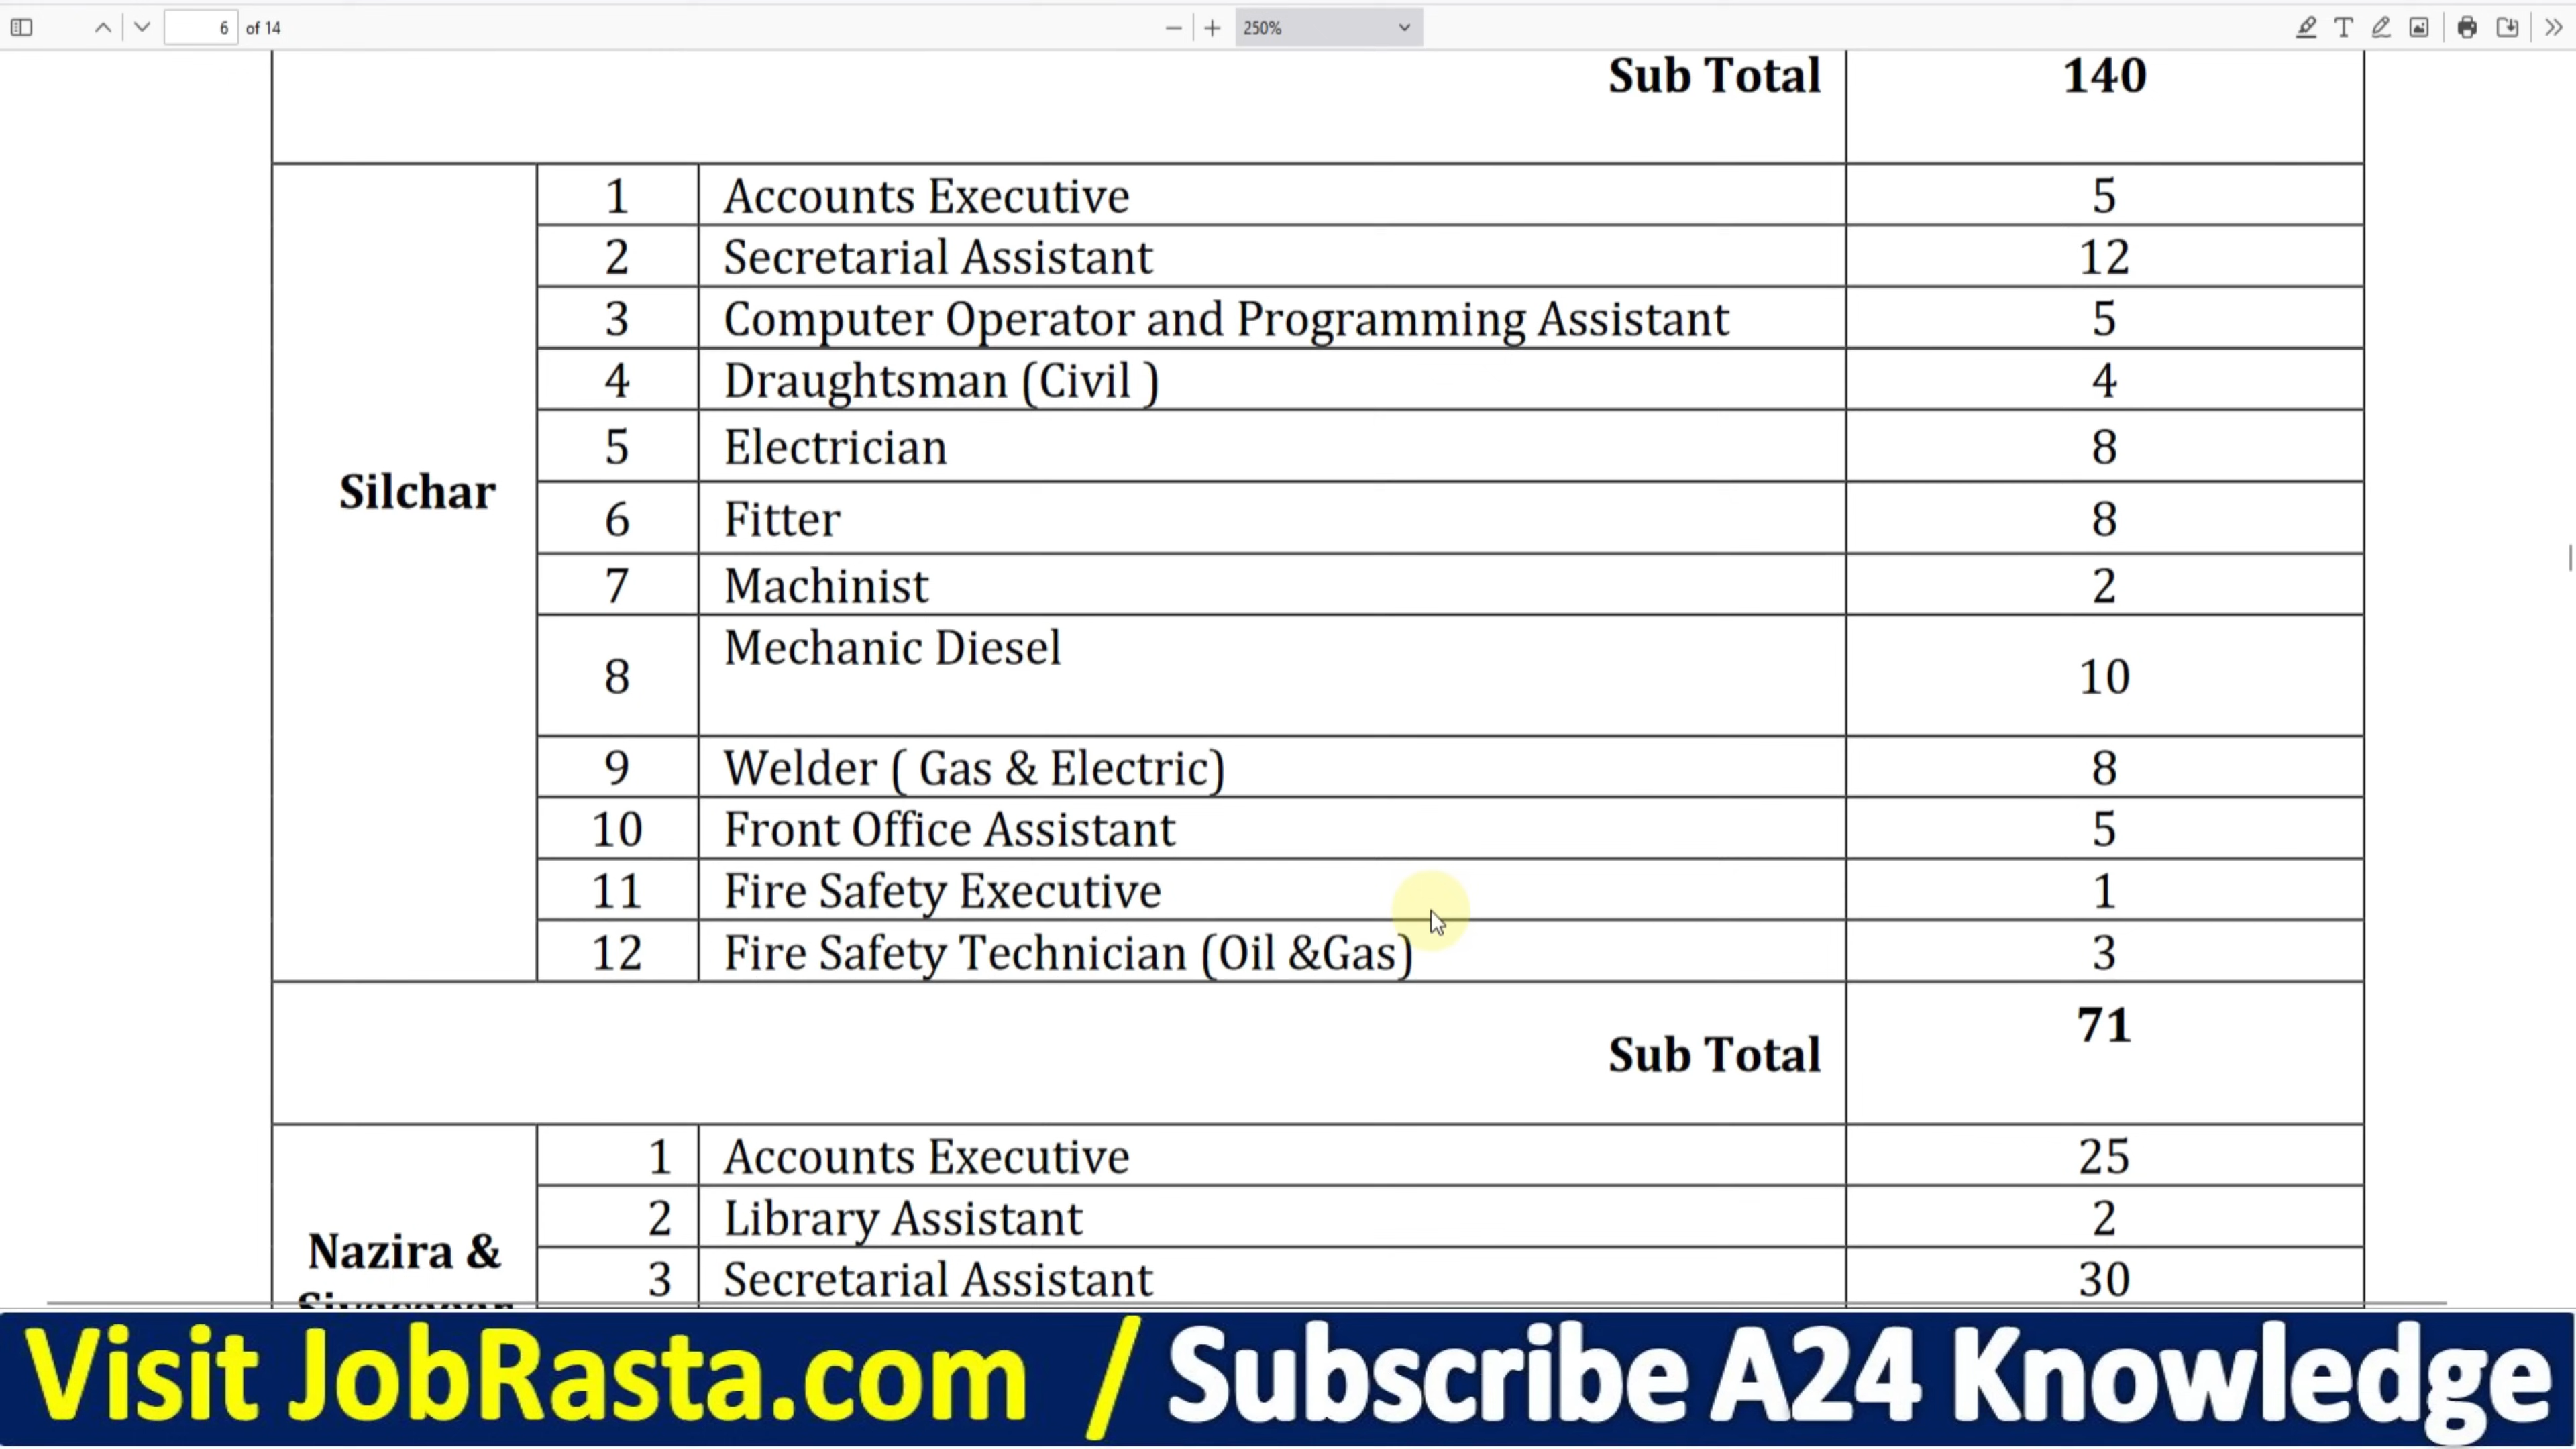 6 of 14 250%
Sub Total 140
Silchar
1 Accounts Executive 5
2 Secretarial Assistant 12
3 Computer Operator and Programming Assistant 5
4 Draughtsman (Civil ) 4
5 Electrician 8
6 Fitter 8
7 Machinist 2
8 Mechanic Diesel 10
9 Welder ( Gas & Electric) 8
10 Front Office Assistant 5
11 Fire Safety Executive 1
12 Fire Safety Technician (Oil &Gas) 3
Sub Total 71
Nazira &
1 Accounts Executive 25
2 Library Assistant 2
3 Secretarial Assistant 30
Visit JobRasta.com / Subscribe A24 Knowledge